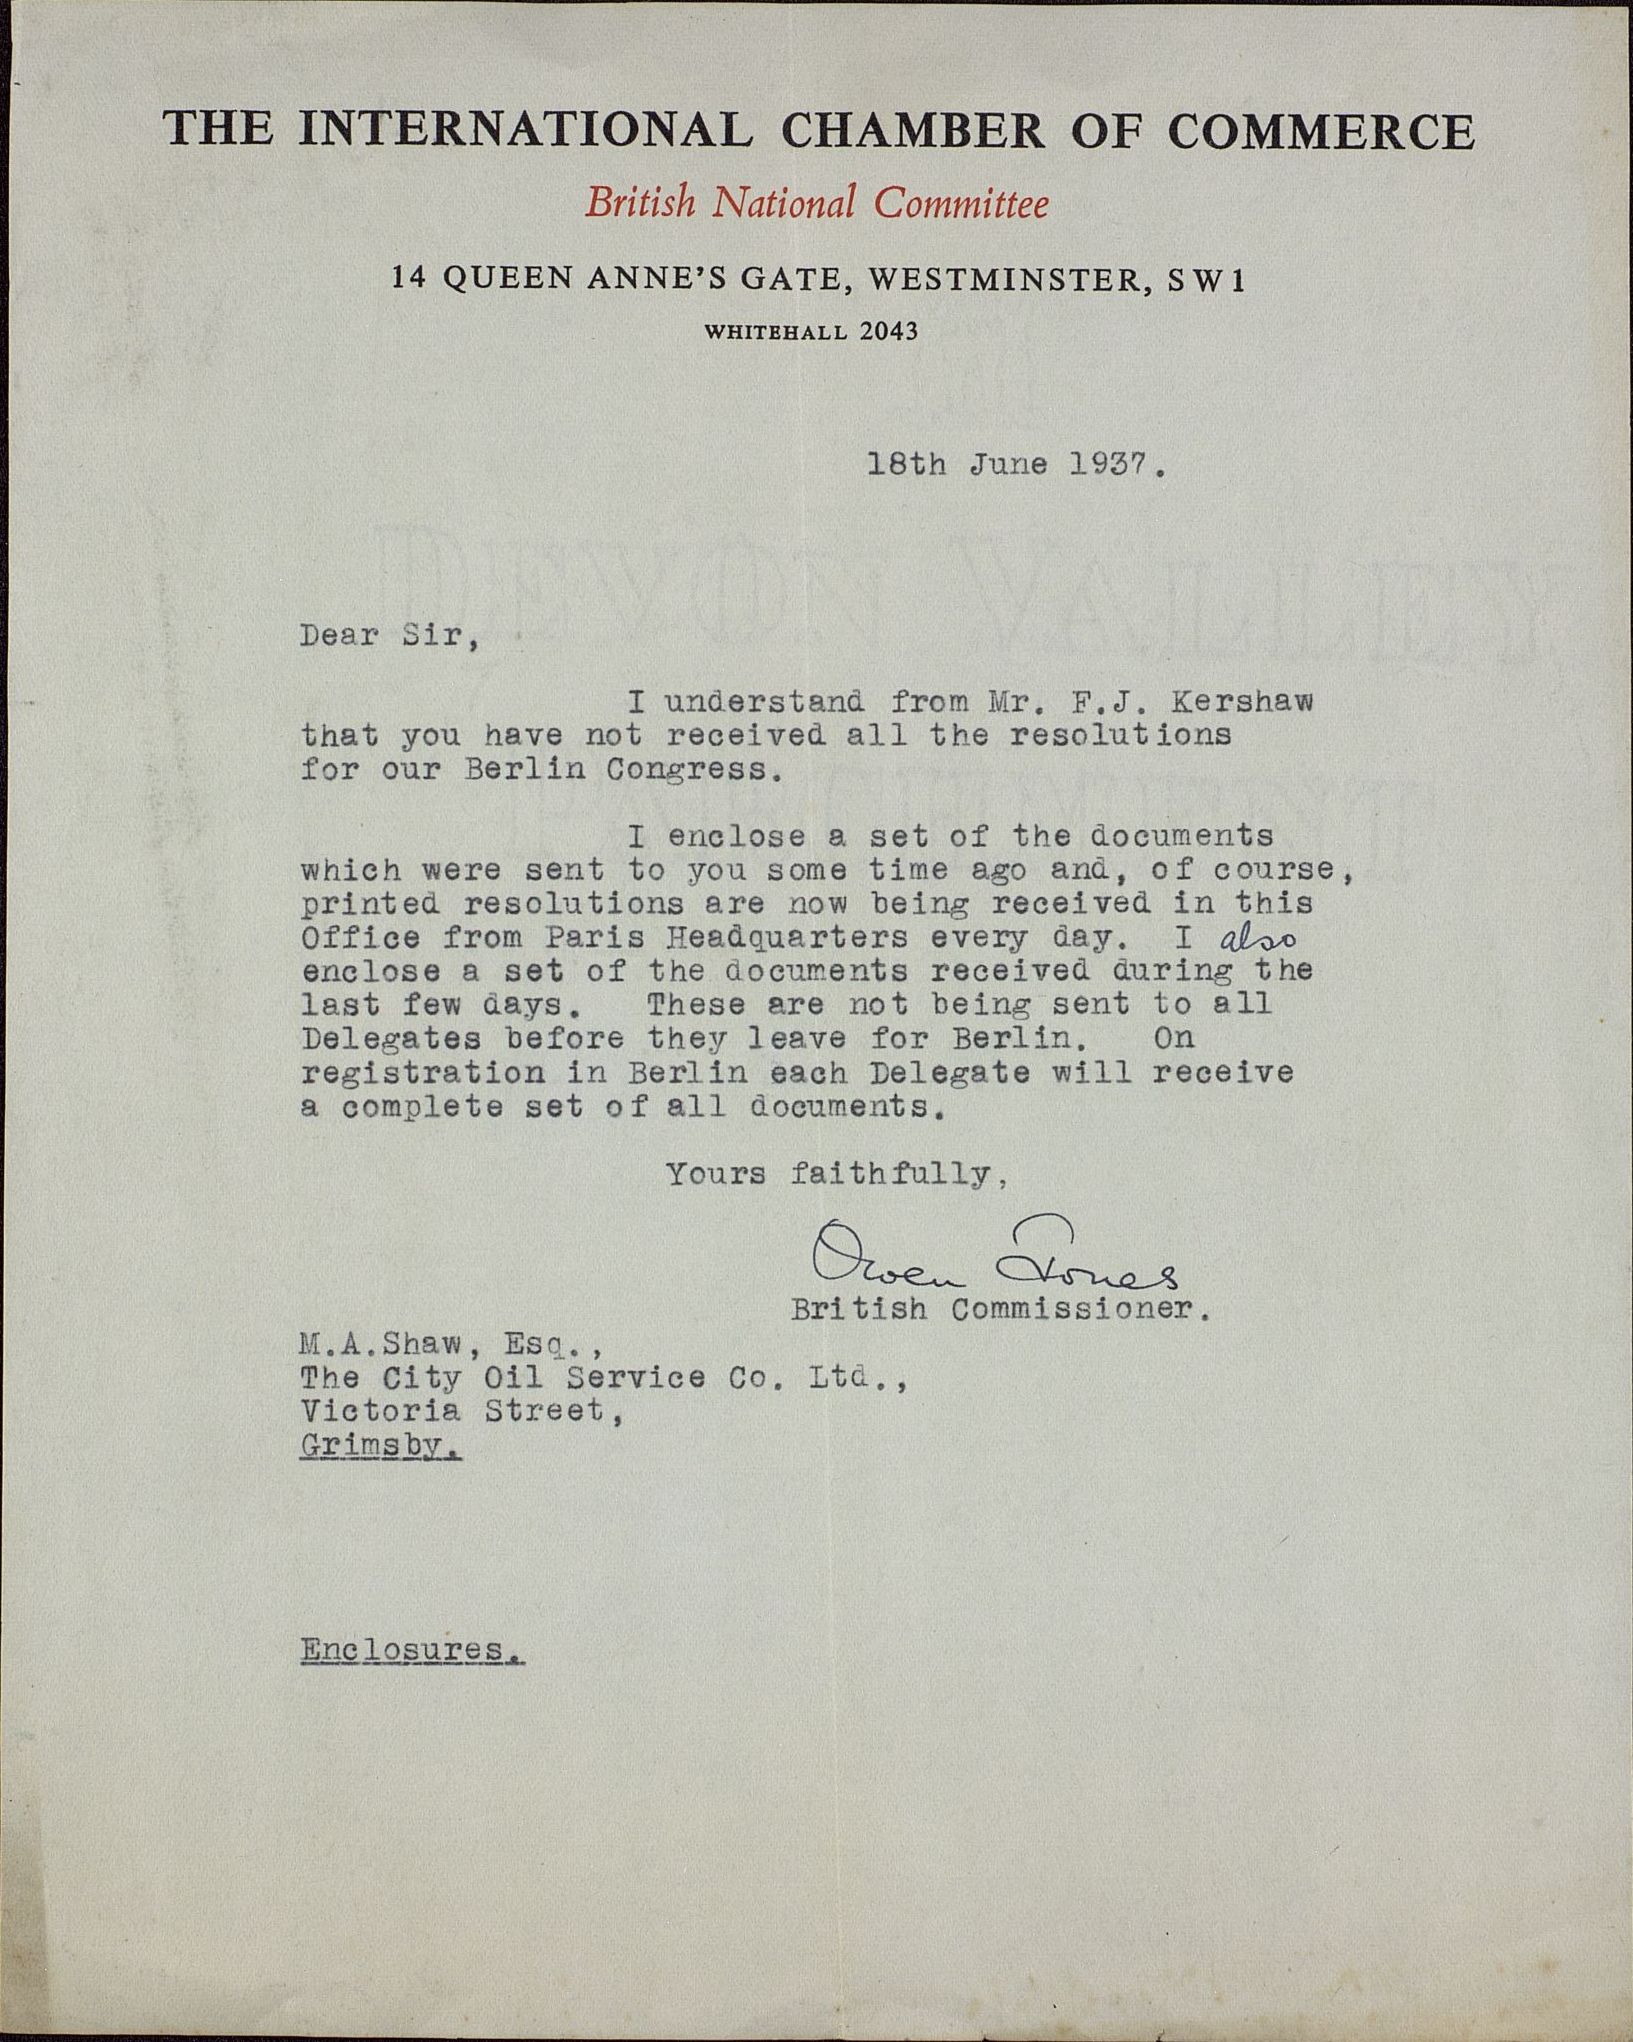 THE INTERNATIONAL CHAMBER OF COMMERCE
British National Committee
14 QUEEN ANNE'S GATE, WESTMINSTER, SW1
WHITEHALL 2043
18th June 1937.
Dear Sir,
I understand from Mr. F.J. Kershaw
that you have not received all the resolutions
for our Berlin Congress.
I enclose a set of the documents
which were sent to you some time ago and, of course,
printed resolutions are now being received in this
Office from Paris Headquarters every day. I also
enclose a set of the documents received during the
last few days. These are not being sent to all
Delegates before they leave for Berlin. On
registration in Berlin each Delegate will receive
a complete set of all documents.
Yours faithfully,
Owen Jones
British Commissioner.
M.A.Shaw, Esq.,
The City Oil Service Co. Ltd.,
Victoria Street,
Grimsby.
Enclosures.